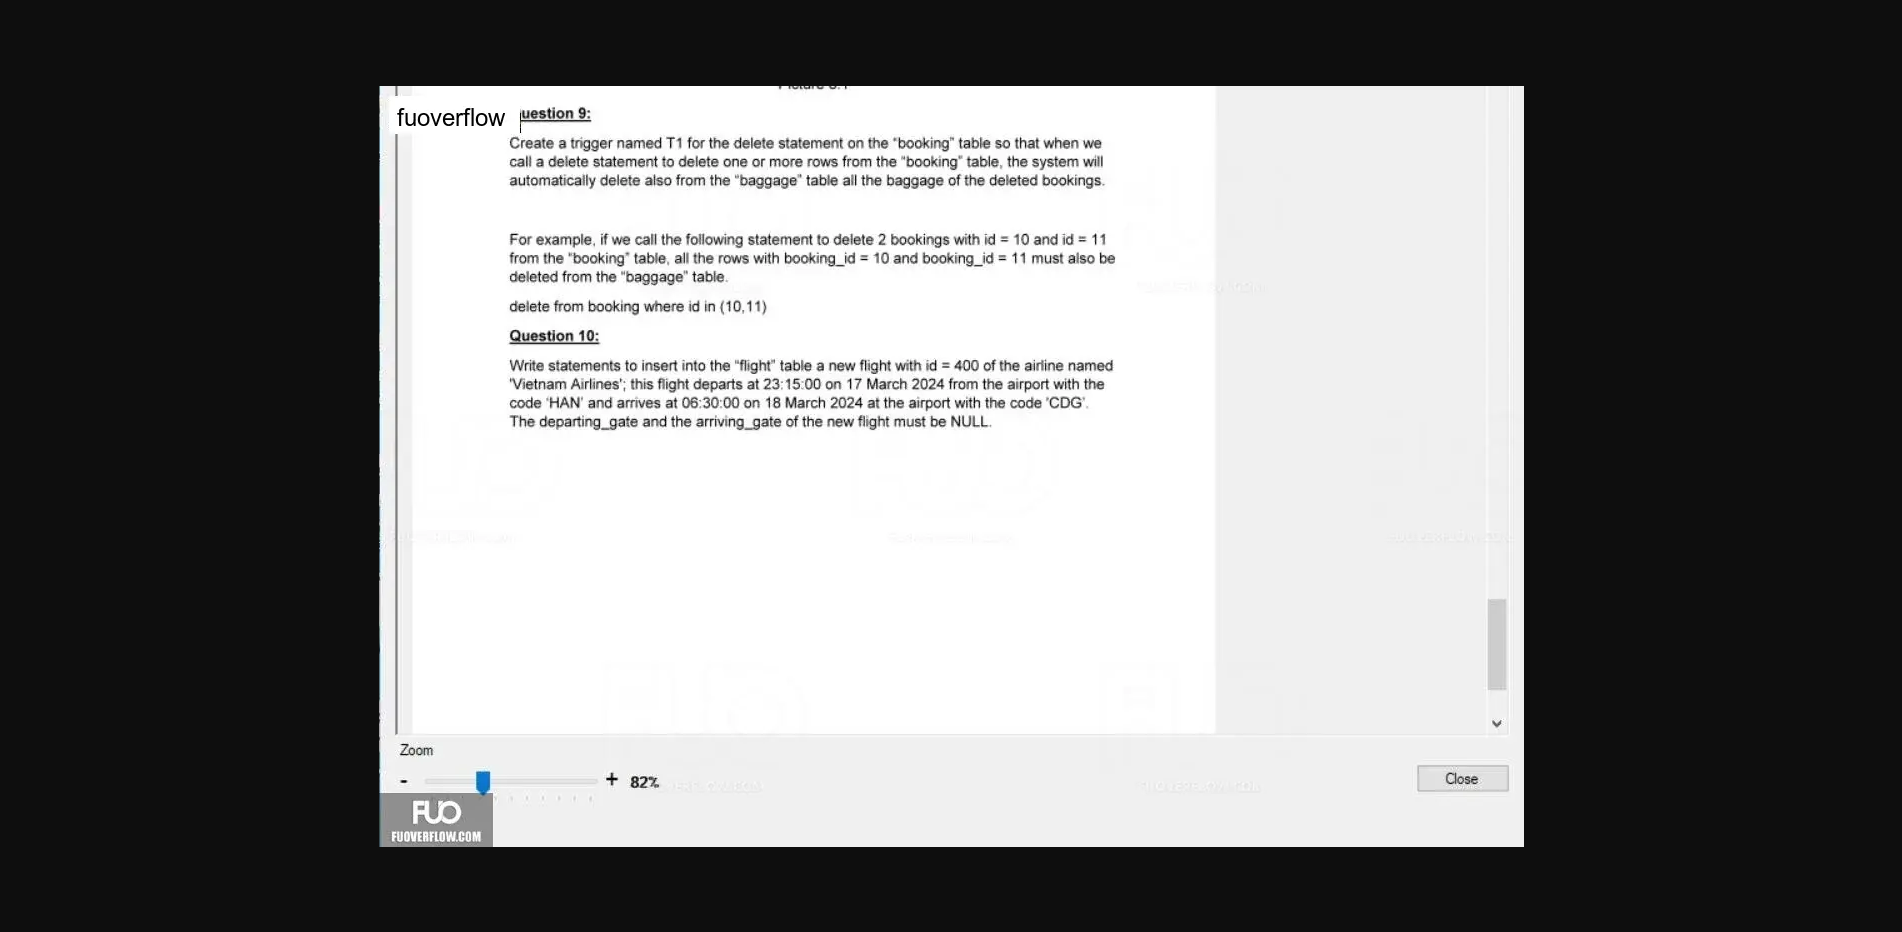 fuoverflow
uestion 9:
Create a trigger named T1 for the delete statement on the “booking” table so that when we
call a delete statement to delete one or more rows from the “booking” table, the system will
automatically delete also from the “baggage” table all the baggage of the deleted bookings.
For example, if we call the following statement to delete 2 bookings with id = 10 and id = 11
from the “booking” table, all the rows with booking_id = 10 and booking_id = 11 must also be
deleted from the “baggage” table.
delete from booking where id in (10,11)
Question 10:
Write statements to insert into the “flight” table a new flight with id = 400 of the airline named
'Vietnam Airlines'; this flight departs at 23:15:00 on 17 March 2024 from the airport with the
code 'HAN' and arrives at 06:30:00 on 18 March 2024 at the airport with the code 'CDG'.
The departing_gate and the arriving_gate of the new flight must be NULL.
Zoom
- + 82%
Close
FUO
FUOVERFLOW.COM